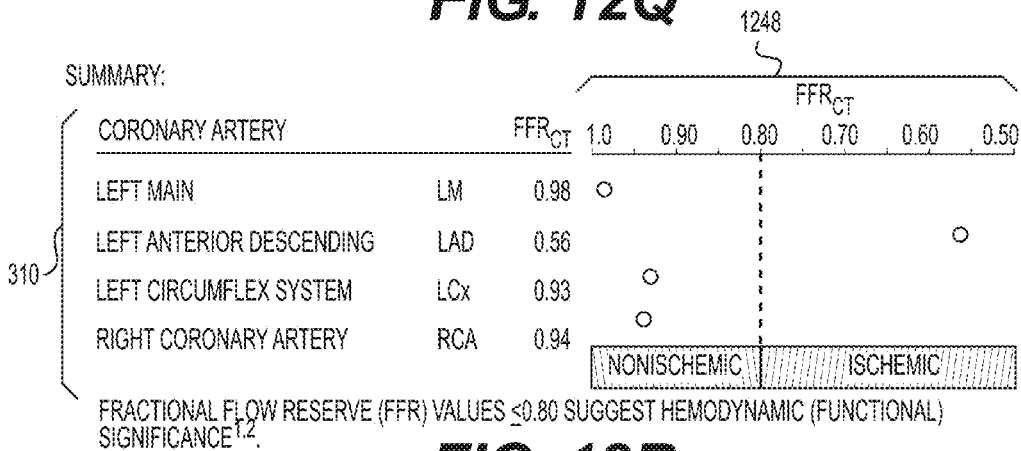 FIG. 12Q
1248
SUMMARY:
FFRCT
CORONARY ARTERY FFRCT 1.0 0.90 0.80 0.70 0.60 0.50
LEFT MAIN LM 0.98
LEFT ANTERIOR DESCENDING LAD 0.56
310
LEFT CIRCUMFLEX SYSTEM LCx 0.93
RIGHT CORONARY ARTERY RCA 0.94
NONISCHEMIC ISCHEMIC
FRACTIONAL FLOW RESERVE (FFR) VALUES ≤0.80 SUGGEST HEMODYNAMIC (FUNCTIONAL)
SIGNIFICANCE1,2.